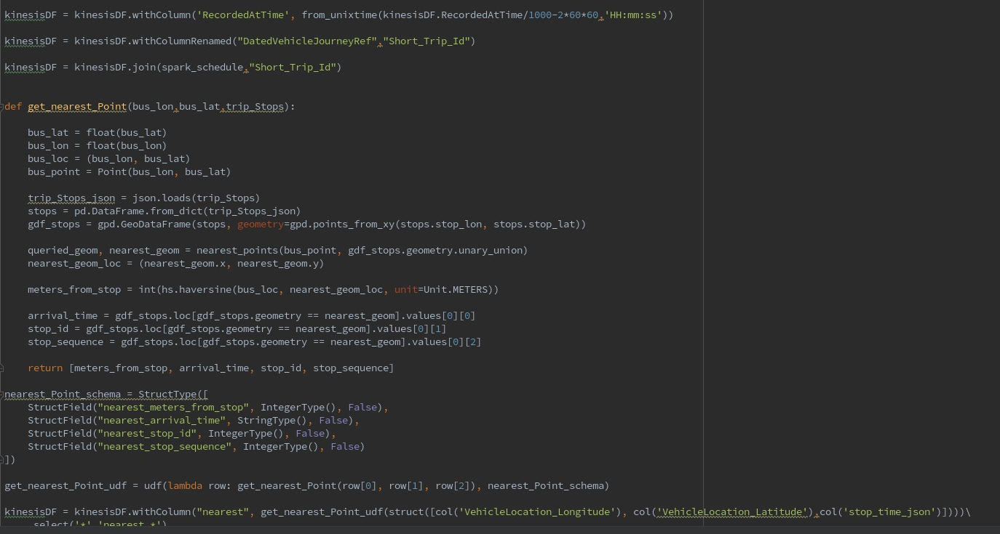 kinesisDF = kinesisDF.withColumn('RecordedAtTime', from_unixtime(kinesisDF.RecordedAtTime/1000-2*60*60,'HH:mm:ss'))
kinesisDF = kinesisDF.withColumnRenamed("DatedVehicleJourneyRef","Short_Trip_Id")
kinesisDF = kinesisDF.join(spark_schedule,"Short_Trip_Id")
def get_nearest_Point(bus_lon,bus_lat,trip_Stops):
bus_lat = float(bus_lat)
bus_lon = float(bus_lon)
bus_loc = (bus_lon, bus_lat)
bus_point = Point(bus_lon, bus_lat)
trip_Stops_json = json.loads(trip_Stops)
stops = pd.DataFrame.from_dict(trip_Stops_json)
gdf_stops = gpd.GeoDataFrame(stops, geometry=gpd.points_from_xy(stops.stop_lon, stops.stop_lat))
queried_geom, nearest_geom = nearest_points(bus_point, gdf_stops.geometry.unary_union)
nearest_geom_loc = (nearest_geom.x, nearest_geom.y)
meters_from_stop = int(hs.haversine(bus_loc, nearest_geom_loc, unit=Unit.METERS))
arrival_time = gdf_stops.loc[gdf_stops.geometry == nearest_geom].values[0][0]
stop_id = gdf_stops.loc[gdf_stops.geometry == nearest_geom].values[0][1]
stop_sequence = gdf_stops.loc[gdf_stops.geometry == nearest_geom].values[0][2]
return [meters_from_stop, arrival_time, stop_id, stop_sequence]
nearest_Point_schema = StructType([
StructField("nearest_meters_from_stop", IntegerType(), False),
StructField("nearest_arrival_time", StringType(), False),
StructField("nearest_stop_id", IntegerType(), False),
StructField("nearest_stop_sequence", IntegerType(), False)
])
get_nearest_Point_udf = udf(lambda row: get_nearest_Point(row[0], row[1], row[2]), nearest_Point_schema)
kinesisDF = kinesisDF.withColumn("nearest", get_nearest_Point_udf(struct([col('VehicleLocation_Longitude'), col('VehicleLocation_Latitude'),col('stop_time_json')])))\
.select('*','nearest.*')